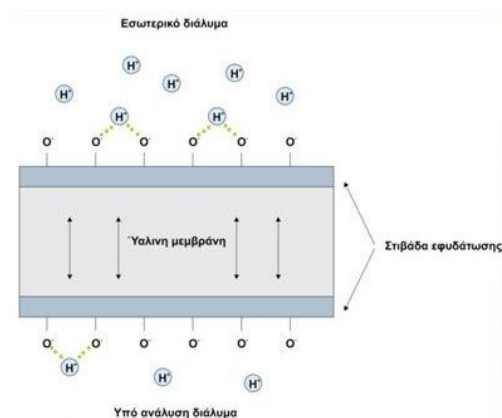 Εσωτερικό διάλυμα
H⁺ H⁺ H⁺ H⁺ H⁺
H⁺ H⁺
O⁻ O⁻ O⁻ O⁻ O⁻ O⁻
Ύαλινη μεμβράνη
Στιβάδα εφυδάτωσης
O⁻ O⁻ O⁻ O⁻ O⁻ O⁻
H⁺ H⁺ H⁺
Υπό ανάλυση διάλυμα